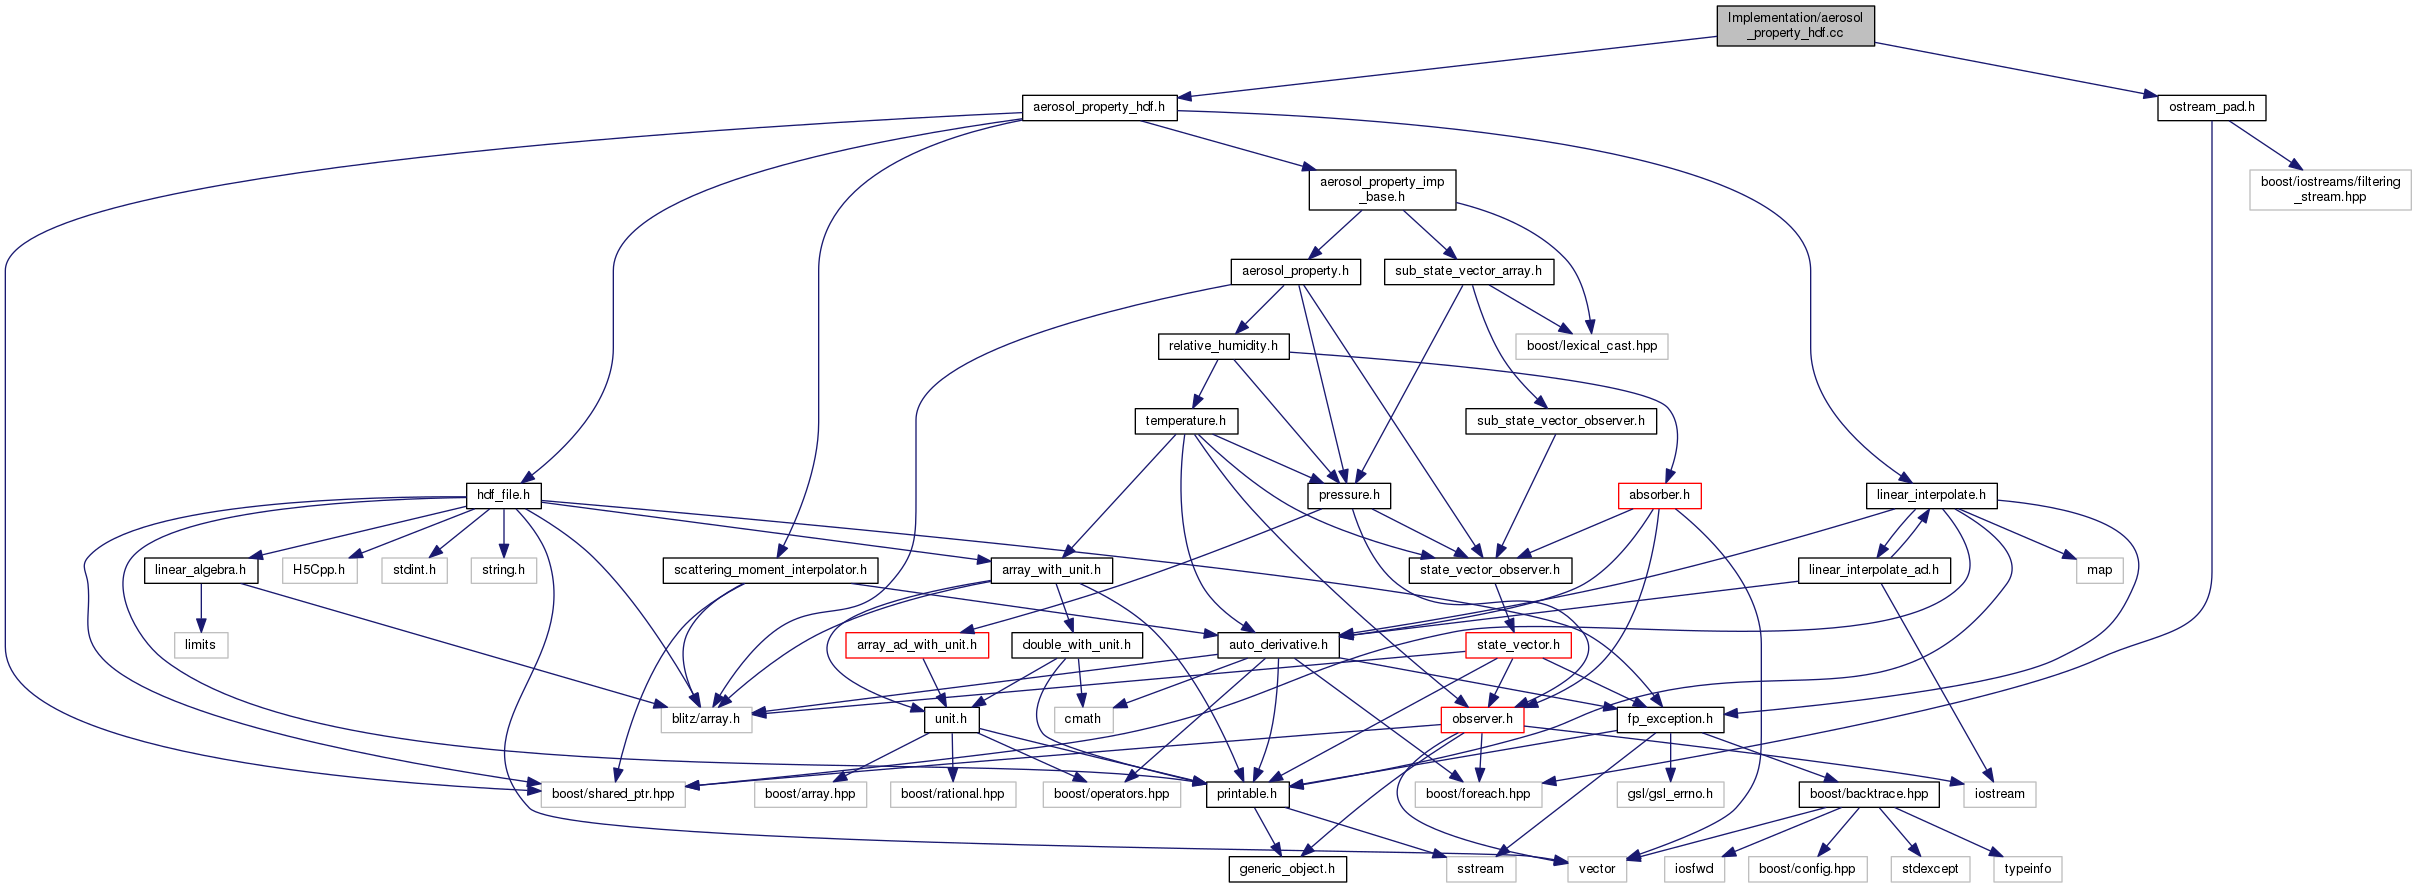 Implementation/aerosol
_property_hdf.cc
aerosol_property_hdf.h
ostream_pad.h
aerosol_property_imp
_base.h
boost/iostreams/filtering
_stream.hpp
aerosol_property.h
sub_state_vector_array.h
relative_humidity.h
boost/lexical_cast.hpp
temperature.h
sub_state_vector_observer.h
hdf_file.h
pressure.h
absorber.h
linear_interpolate.h
linear_algebra.h
H5Cpp.h
stdint.h
string.h
scattering_moment_interpolator.h
array_with_unit.h
state_vector_observer.h
linear_interpolate_ad.h
map
limits
array_ad_with_unit.h
double_with_unit.h
auto_derivative.h
state_vector.h
blitz/array.h
unit.h
cmath
observer.h
fp_exception.h
boost/shared_ptr.hpp
boost/array.hpp
boost/rational.hpp
boost/operators.hpp
printable.h
boost/foreach.hpp
gsl/gsl_errno.h
boost/backtrace.hpp
iostream
generic_object.h
sstream
vector
iosfwd
boost/config.hpp
stdexcept
typeinfo